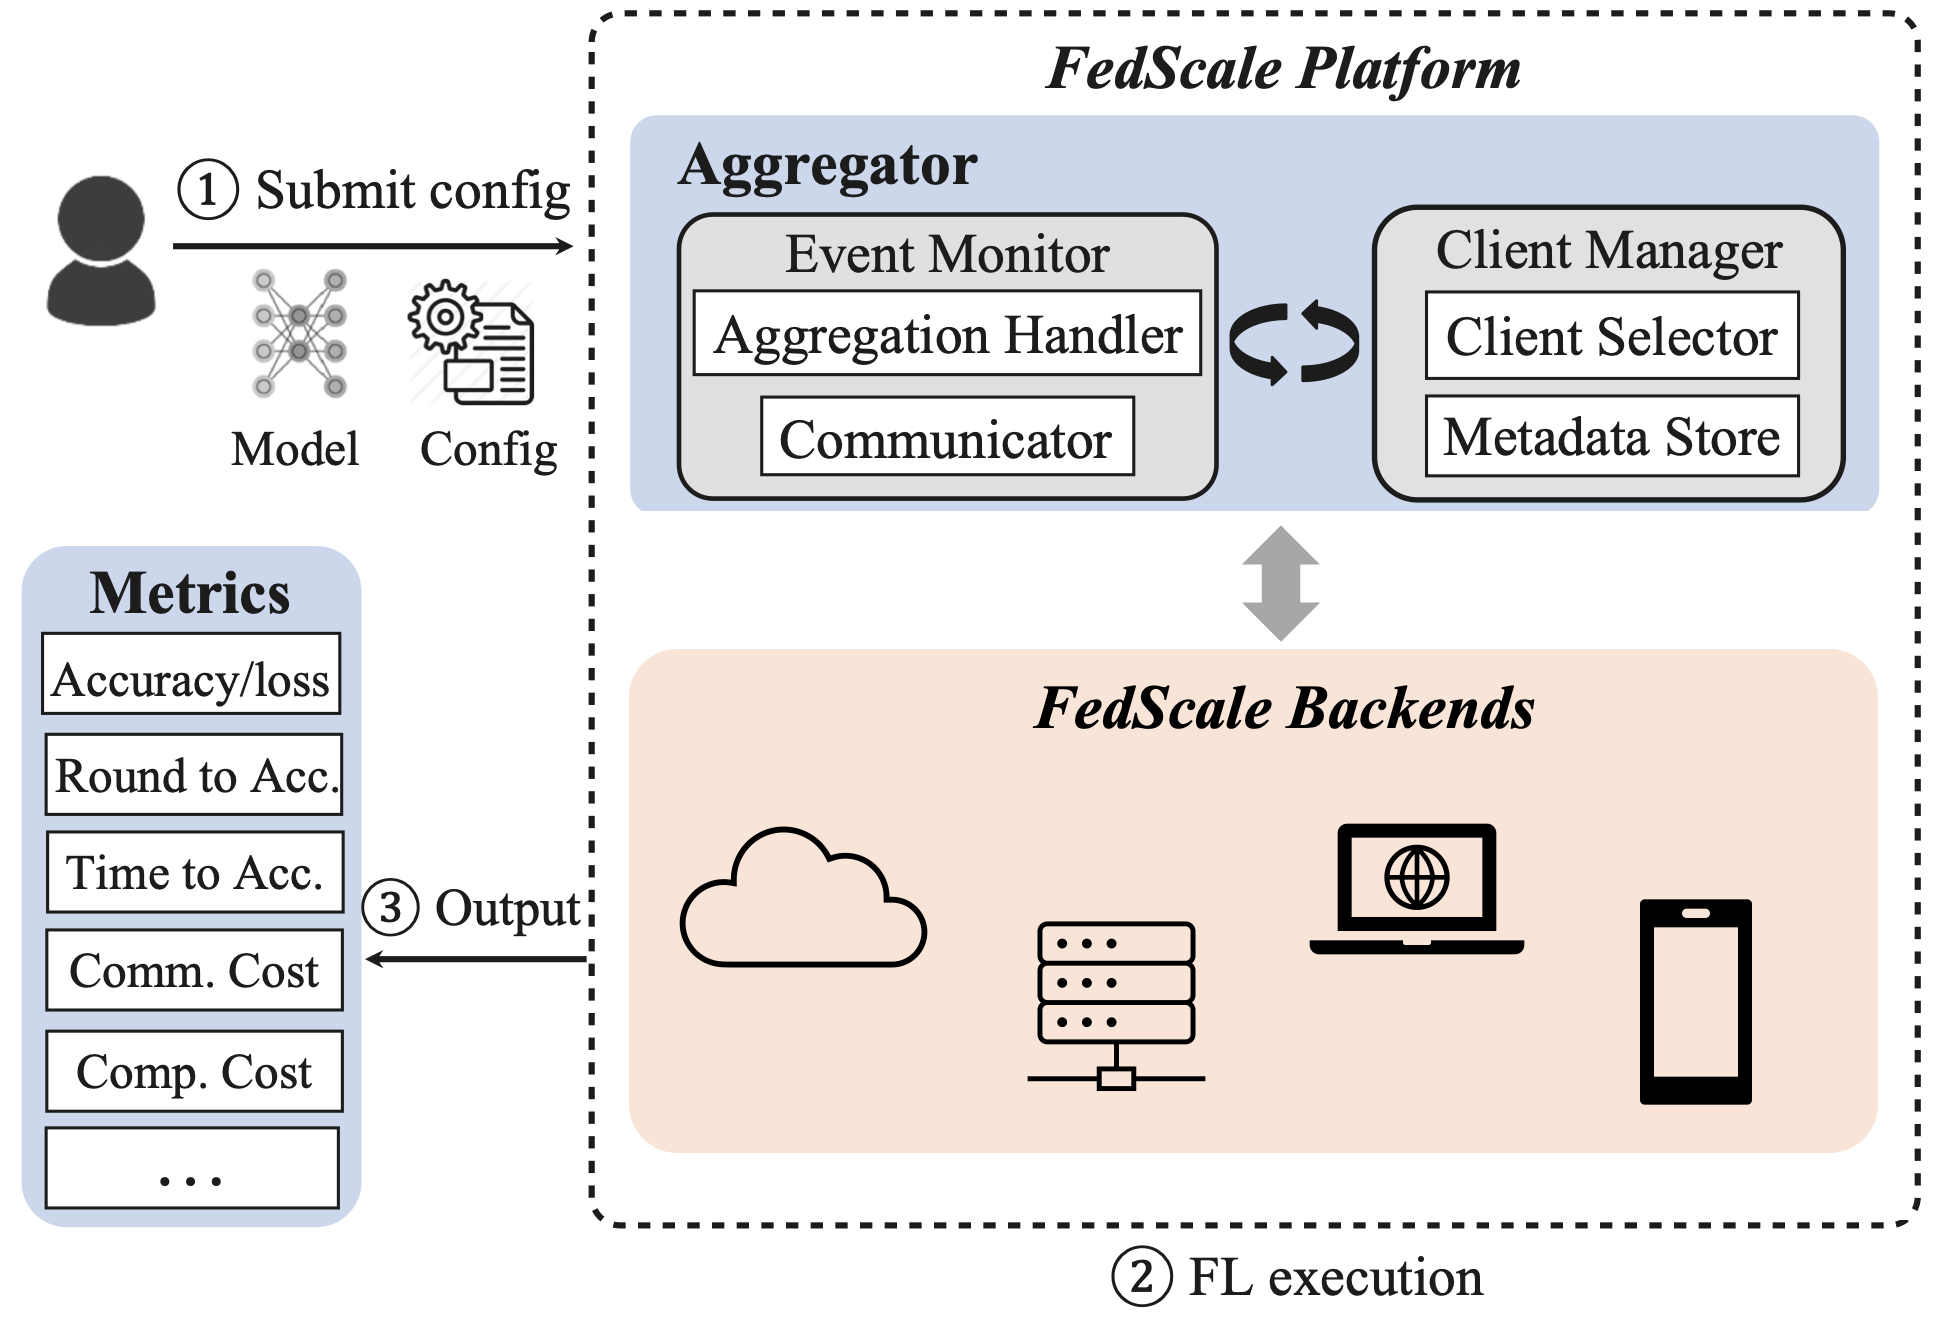 FedScale Platform
Aggregator
① Submit config
Event Monitor
Aggregation Handler
Communicator
Client Manager
Client Selector
Metadata Store
Model
Config
Metrics
Accuracy/loss
Round to Acc.
Time to Acc.
Comm. Cost
Comp. Cost
...
③ Output
FedScale Backends
② FL execution